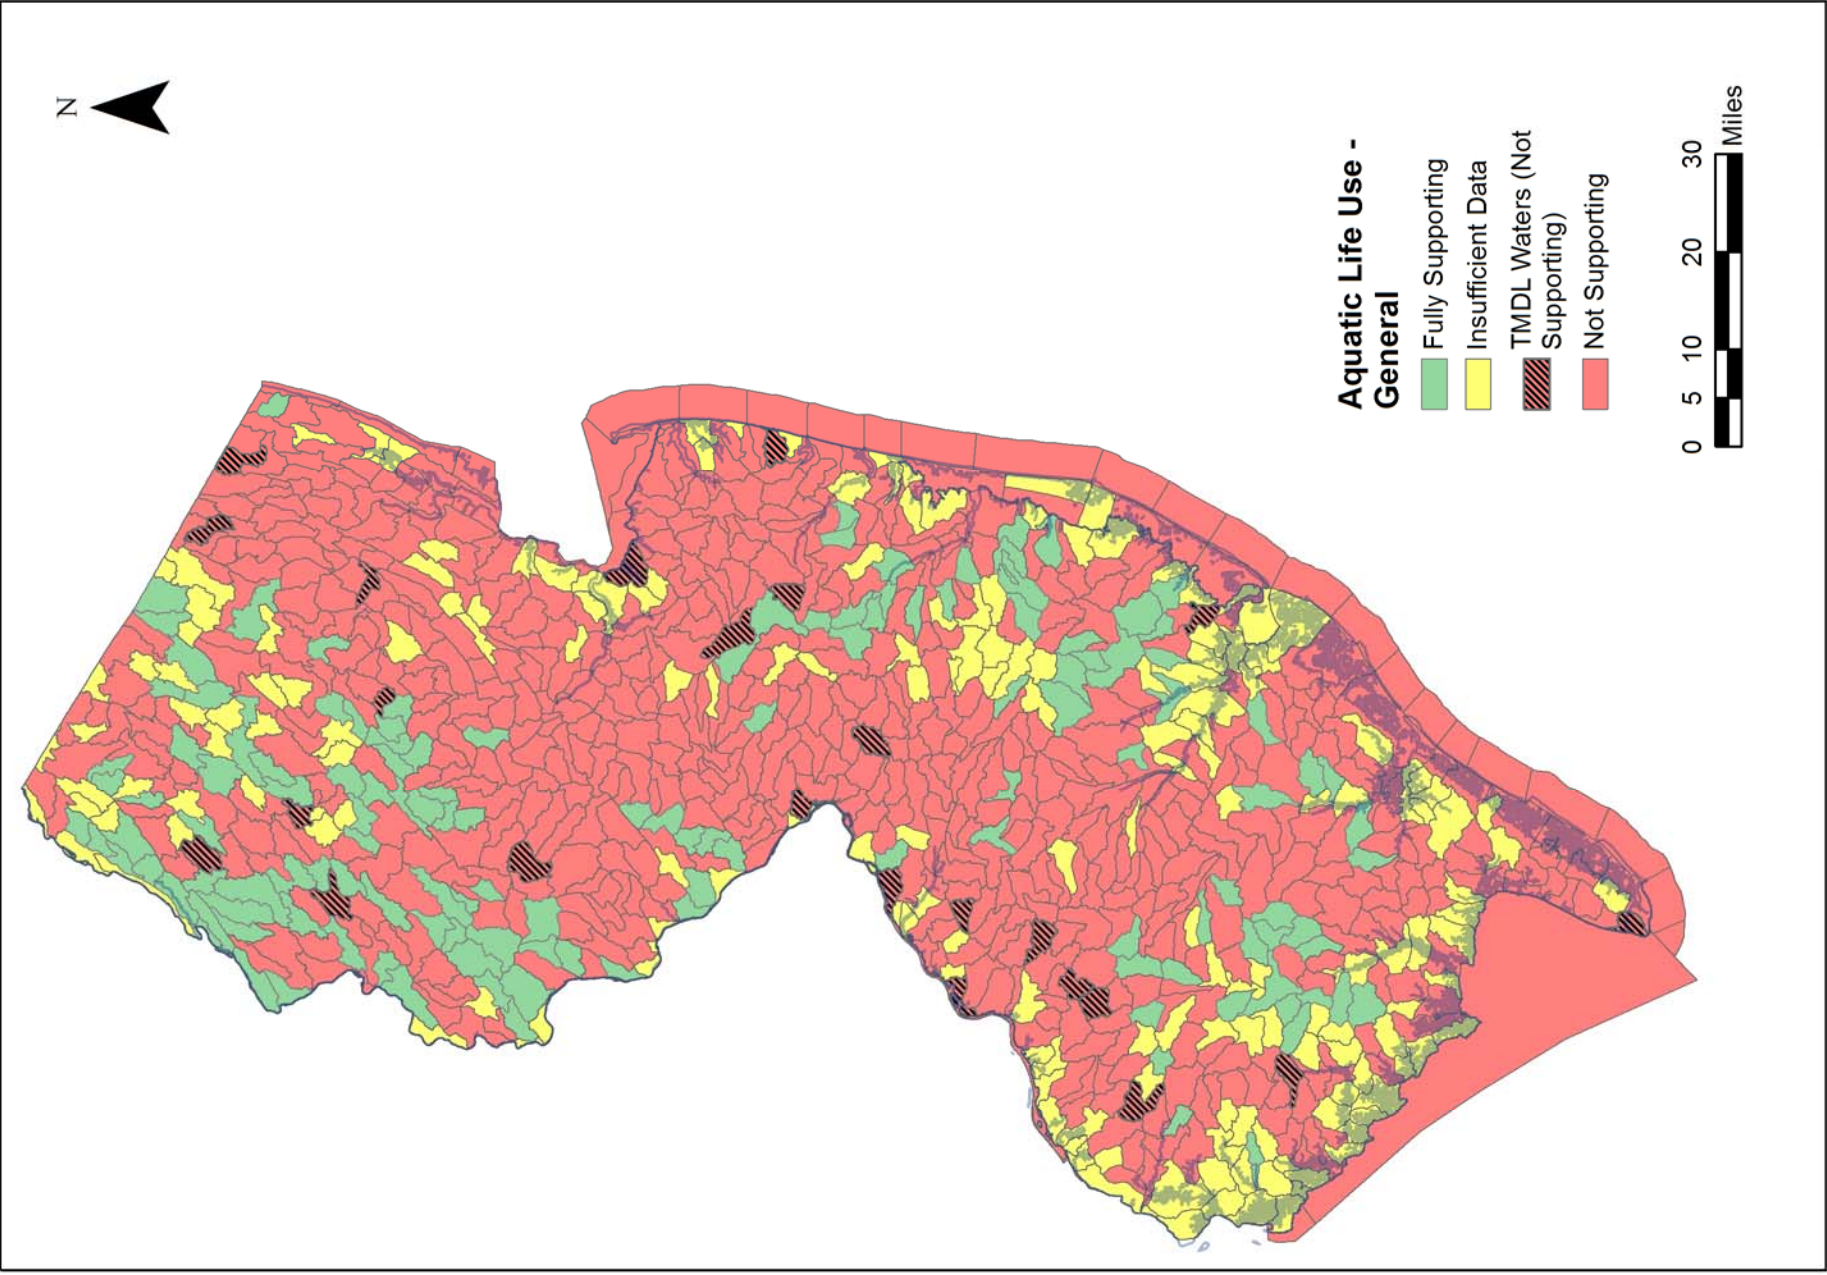 N
Aquatic Life Use -
General
Fully Supporting
Insufficient Data
TMDL Waters (Not
Supporting)
Not Supporting
0 5 10 20 30
Miles